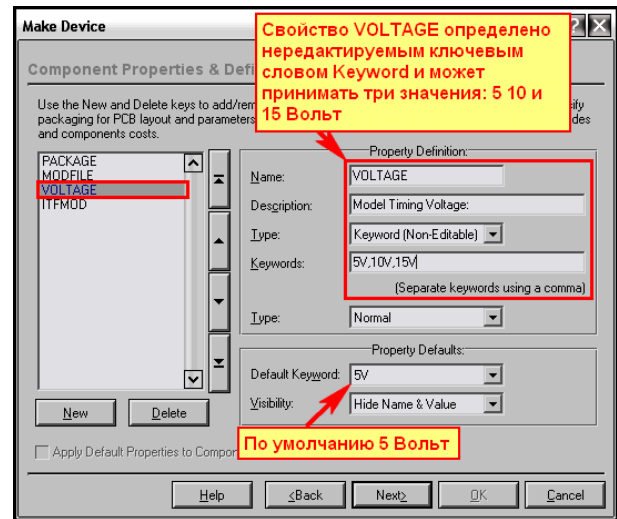 Make Device
Свойство VOLTAGE определено
нередактируемым ключевым
словом Keyword и может
принимать три значения: 5 10 и
15 Вольт
Component Properties & Defi
Use the New and Delete keys to add/rem
ify
packaging for PCB layout and parameters
des
and components costs.
PACKAGE
MODFILE
VOLTAGE
ITFMOD
New
Delete
Property Definition:
Name:
VOLTAGE
Description:
Model Timing Voltage:
Type:
Keyword (Non-Editable)
Keywords:
5V,10V,15V
(Separate keywords using a comma)
Type:
Normal
Property Defaults:
Default Keyword:
5V
Visibility:
Hide Name & Value
По умолчанию 5 Вольт
Apply Default Properties to Compor
Help
<Back
Next>
OK
Cancel